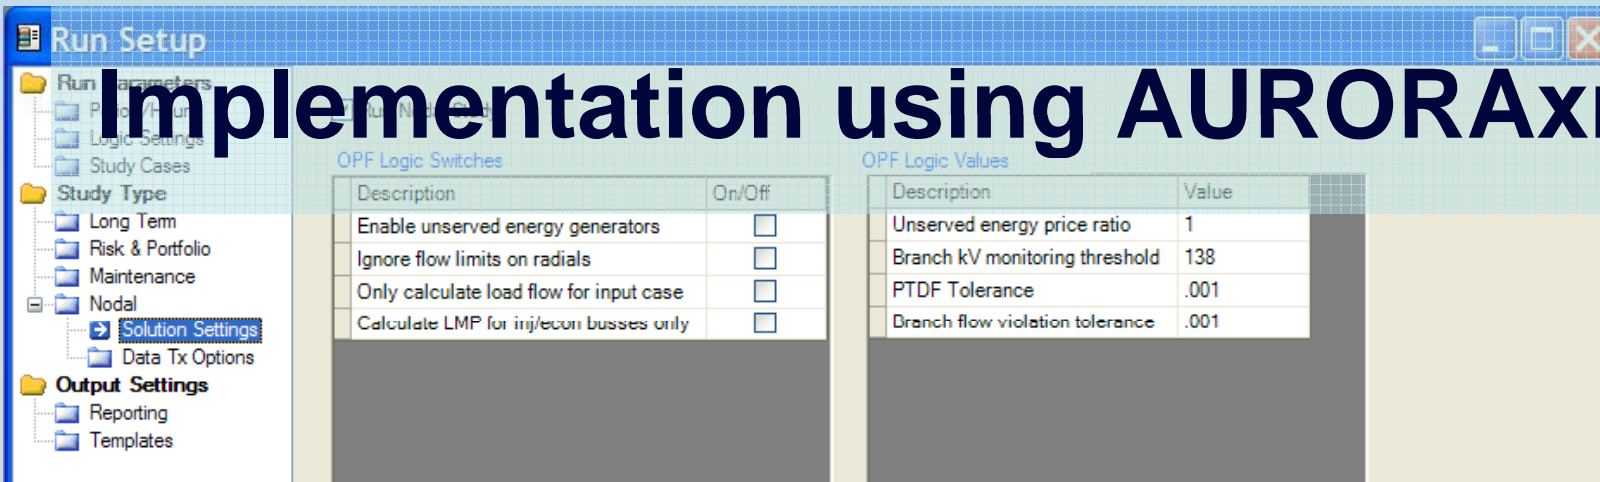 Run Setup
Implementation using AURORAx
Run Parameters
Run Nodal Study
Logic Settings
Study Cases
Study Type
Long Term
Risk & Portfolio
Maintenance
Nodal
Solution Settings
Data Tx Options
Output Settings
Reporting
Templates
OPF Logic Switches
Description On/Off
Enable unserved energy generators
Ignore flow limits on radials
Only calculate load flow for input case
Calculate LMP for inj/econ busses only
OPF Logic Values
Description Value
Unserved energy price ratio 1
Branch kV monitoring threshold 138
PTDF Tolerance .001
Branch flow violation tolerance .001